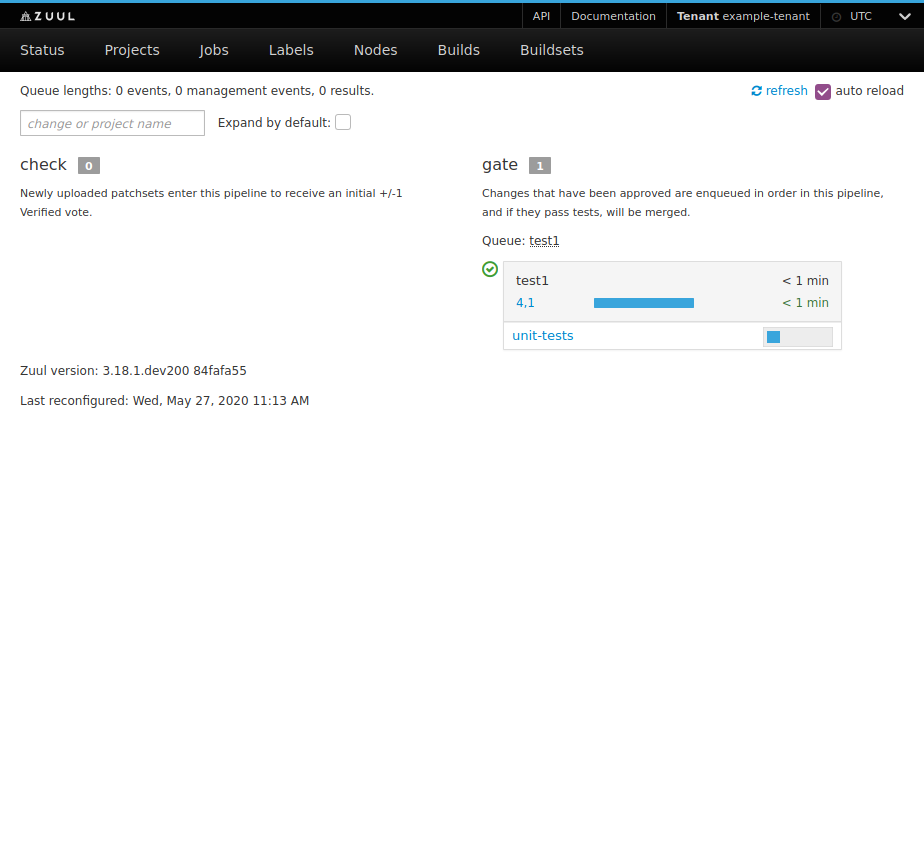 ZUUL
API Documentation Tenant example-tenant UTC
Status Projects Jobs Labels Nodes Builds Buildsets
Queue lengths: 0 events, 0 management events, 0 results.
refresh auto reload
change or project name Expand by default:
check 0
Newly uploaded patchsets enter this pipeline to receive an initial +/-1
Verified vote.
gate 1
Changes that have been approved are enqueued in order in this pipeline,
and if they pass tests, will be merged.
Queue: test1
test1 < 1 min
4,1 < 1 min
unit-tests
Zuul version: 3.18.1.dev200 84fafa55
Last reconfigured: Wed, May 27, 2020 11:13 AM